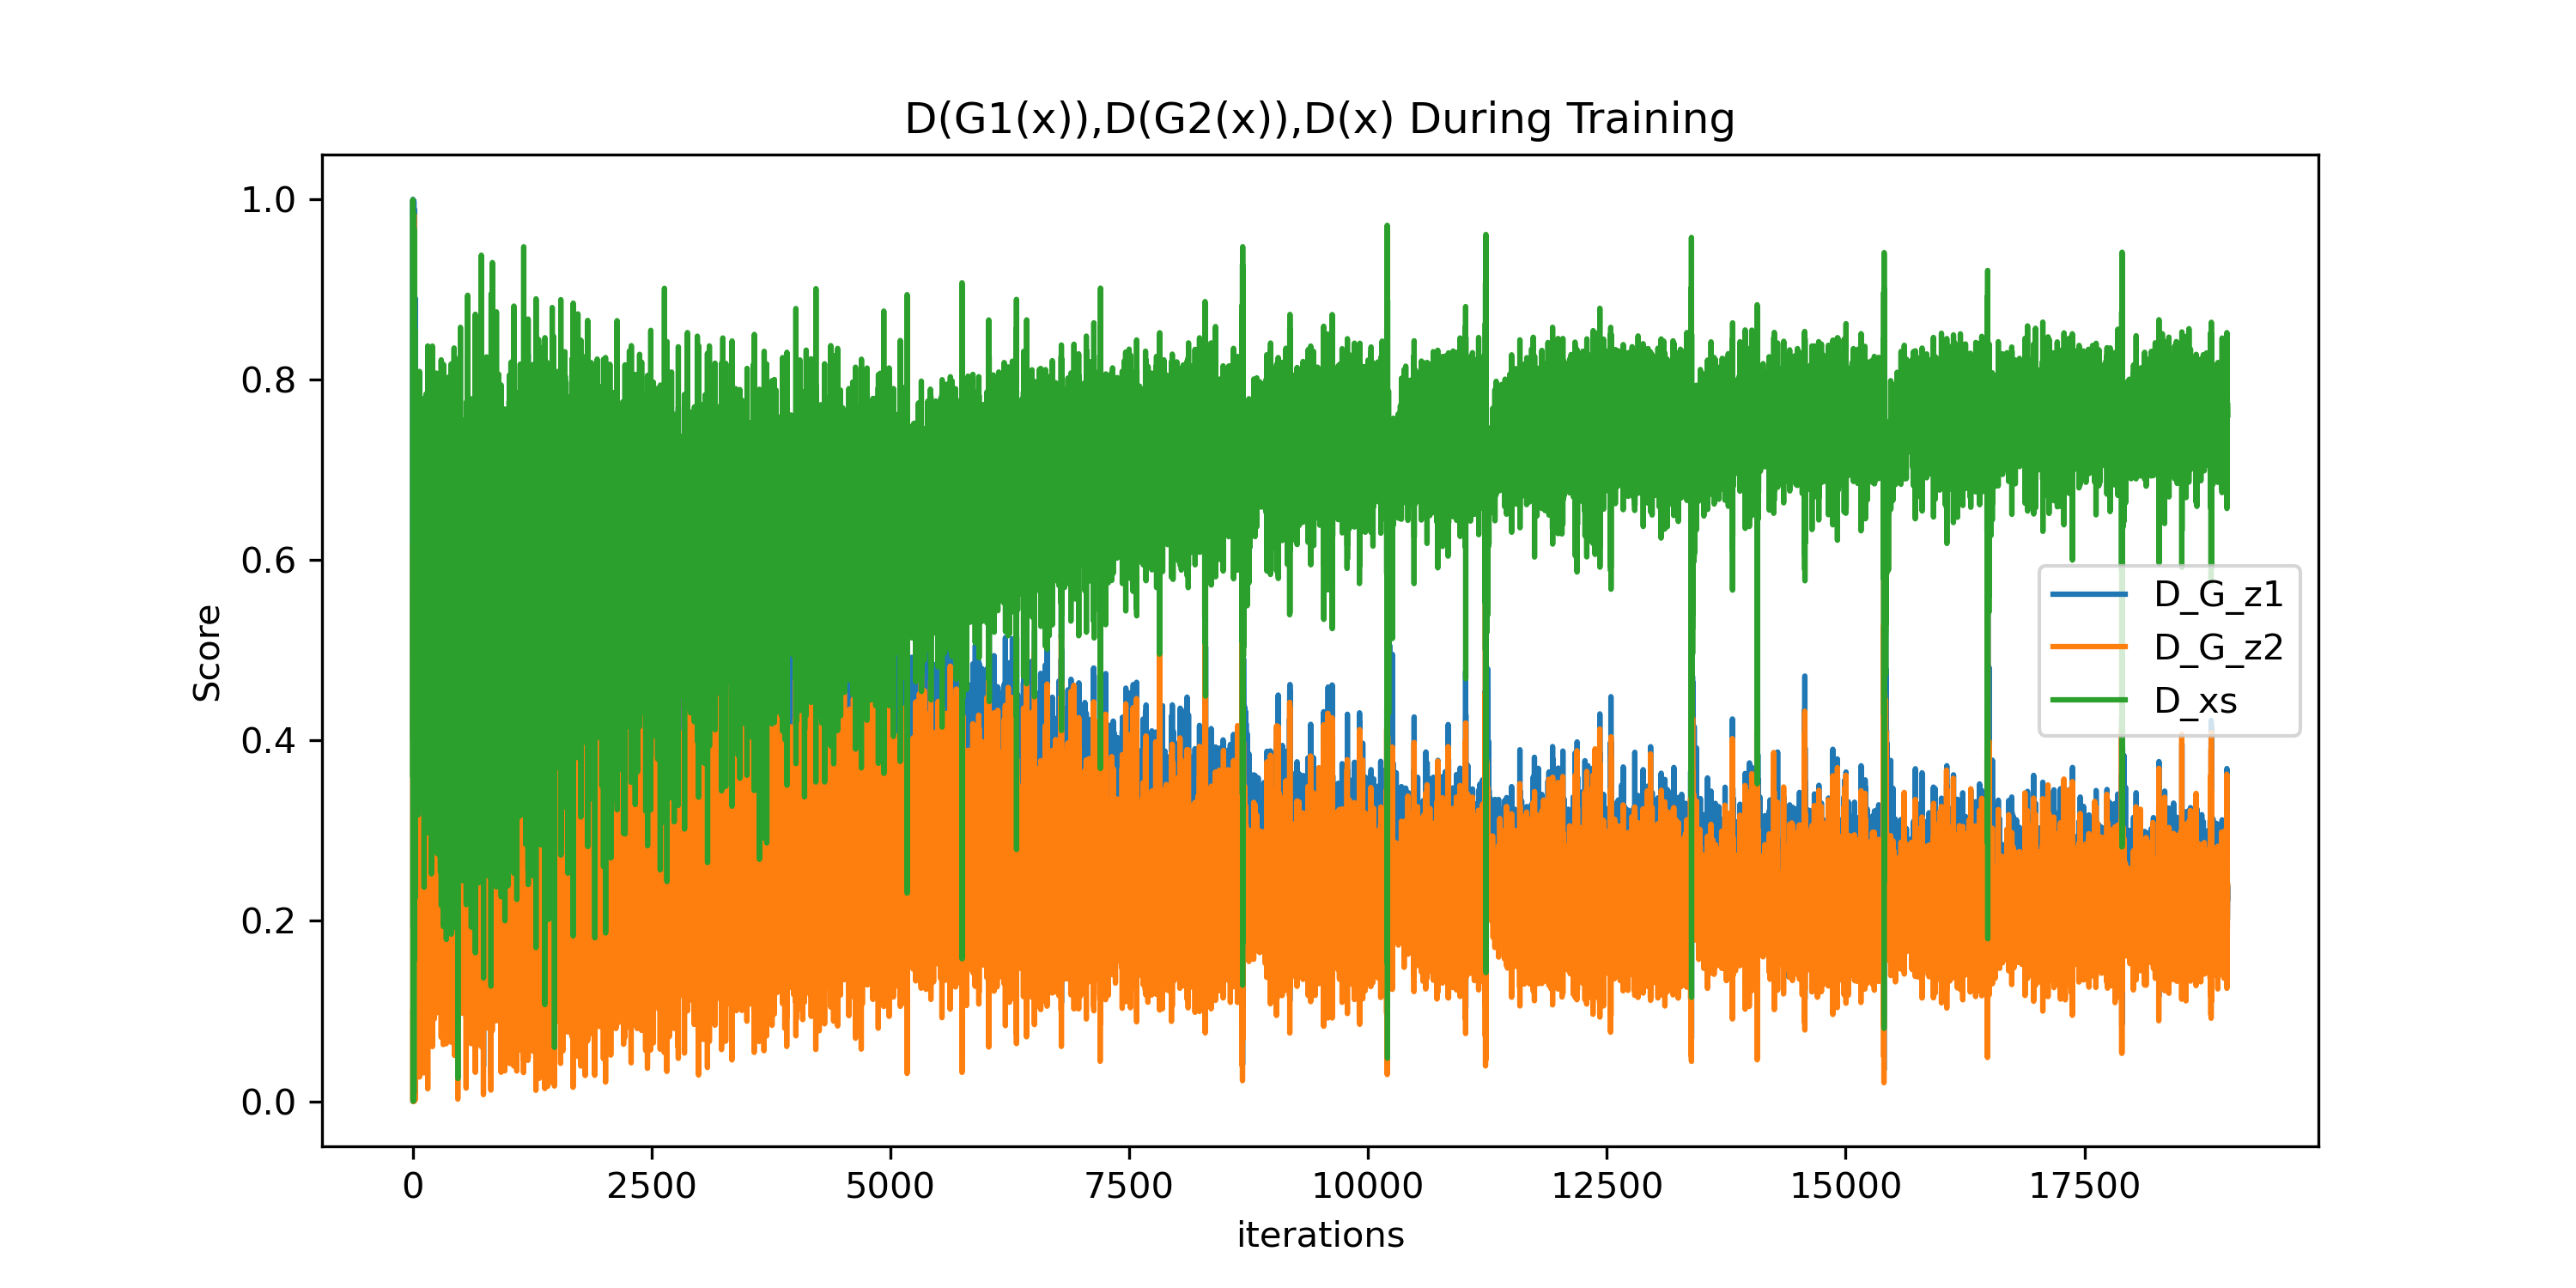 D(G1(x)),D(G2(x)),D(x) During Training
1.0
0.8
0.6
0.4
0.2
0.0
Score
D_G_z1
D_G_z2
D_xs
0 2500 5000 7500 10000 12500 15000 17500
iterations